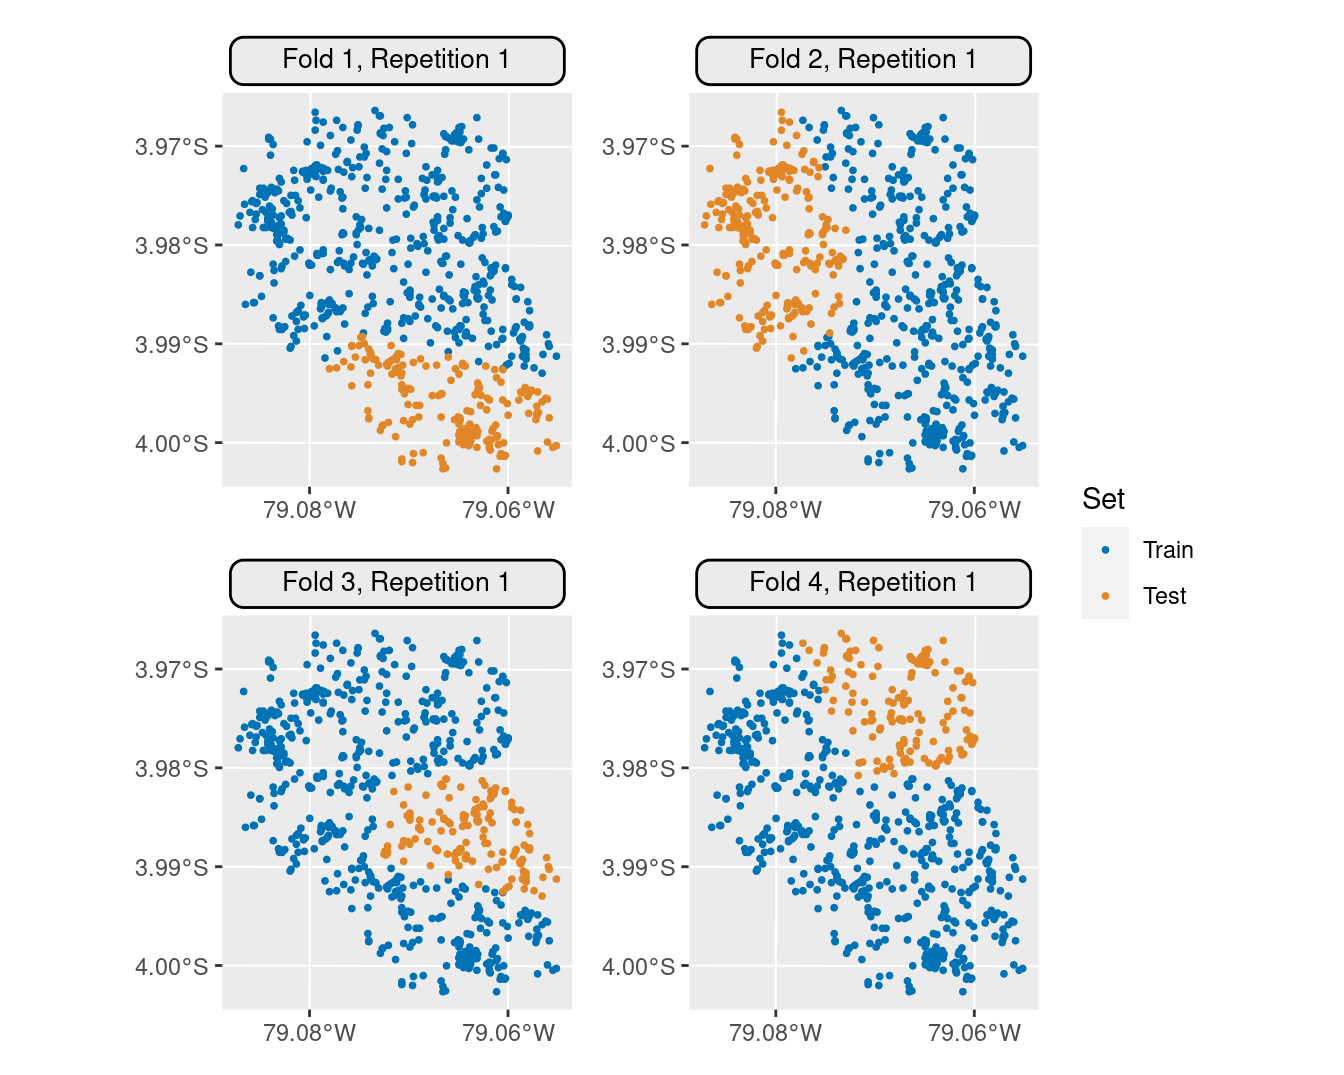 Fold 1, Repetition 1
Fold 2, Repetition 1
3.97°S
3.98°S
3.99°S
4.00°S
79.08°W
79.06°W
3.97°S
3.98°S
3.99°S
4.00°S
79.08°W
79.06°W
Set
Train
Test
Fold 3, Repetition 1
Fold 4, Repetition 1
3.97°S
3.98°S
3.99°S
4.00°S
79.08°W
79.06°W
3.97°S
3.98°S
3.99°S
4.00°S
79.08°W
79.06°W